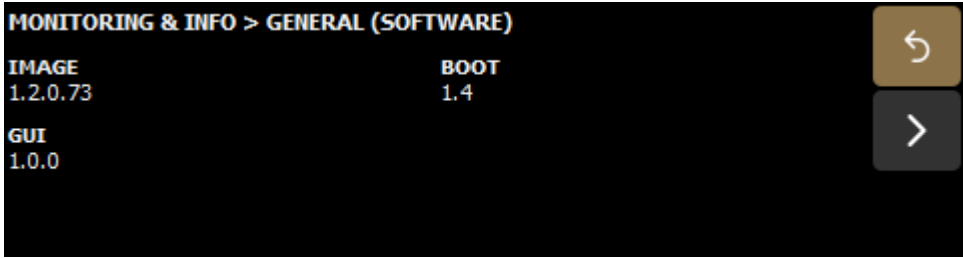 MONITORING & INFO > GENERAL (SOFTWARE)
IMAGE
1.2.0.73
BOOT
1.4
GUI
1.0.0